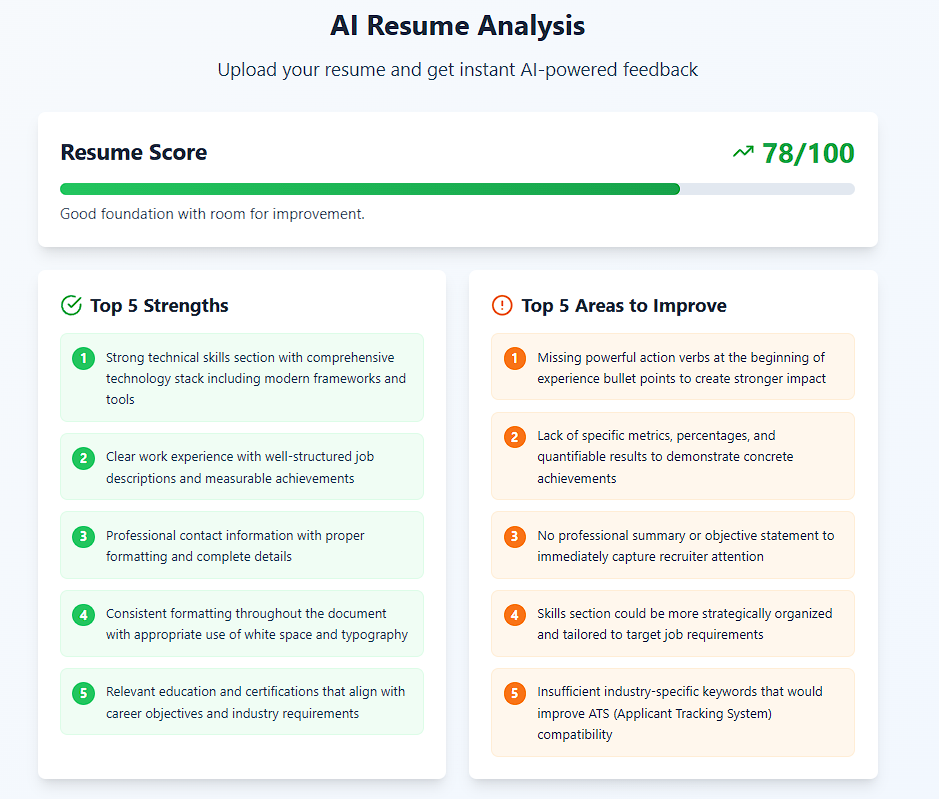 AI Resume Analysis
Upload your resume and get instant AI-powered feedback
Resume Score
78/100
Good foundation with room for improvement.
Top 5 Strengths
1
Strong technical skills section with comprehensive
technology stack including modern frameworks and
tools
2
Clear work experience with well-structured job
descriptions and measurable achievements
3
Professional contact information with proper
formatting and complete details
4
Consistent formatting throughout the document
with appropriate use of white space and typography
5
Relevant education and certifications that align with
career objectives and industry requirements
Top 5 Areas to Improve
1
Missing powerful action verbs at the beginning of
experience bullet points to create stronger impact
2
Lack of specific metrics, percentages, and
quantifiable results to demonstrate concrete
achievements
3
No professional summary or objective statement to
immediately capture recruiter attention
4
Skills section could be more strategically organized
and tailored to target job requirements
5
Insufficient industry-specific keywords that would
improve ATS (Applicant Tracking System)
compatibility